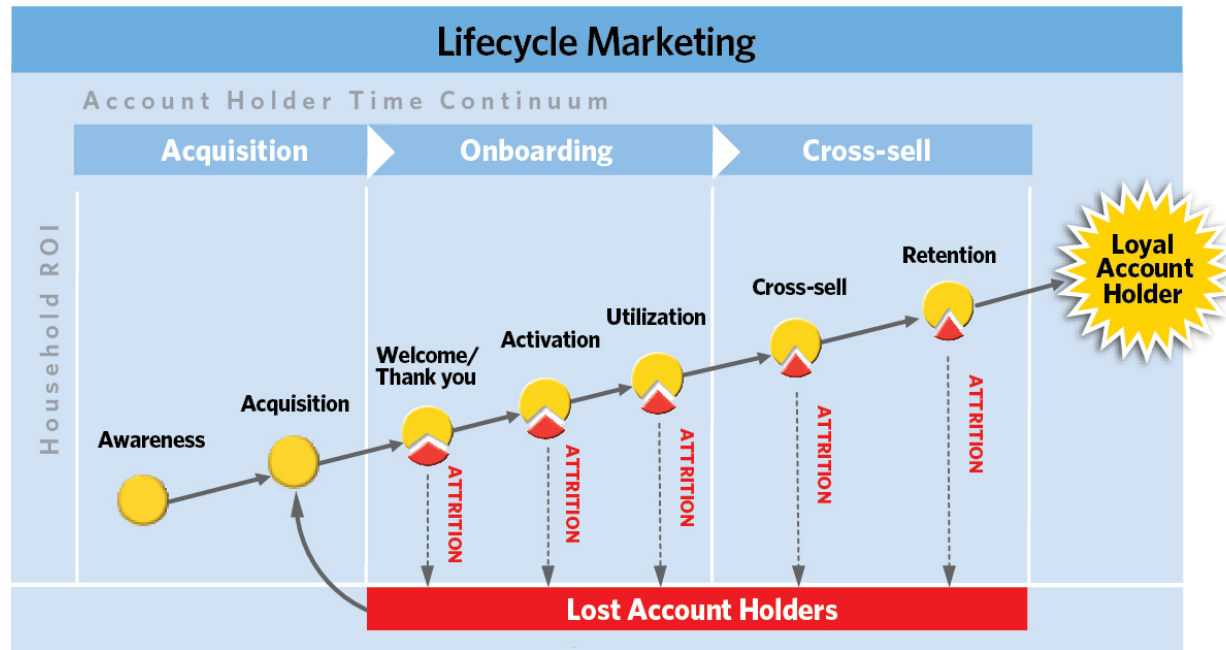 Lifecycle Marketing
Account Holder Time Continuum
Acquisition
Onboarding
Cross-sell
Household ROI
Awareness
Acquisition
Welcome/
Thank you
Activation
Utilization
Cross-sell
Retention
Loyal
Account
Holder
ATTRITION
ATTRITION
ATTRITION
ATTRITION
ATTRITION
Lost Account Holders